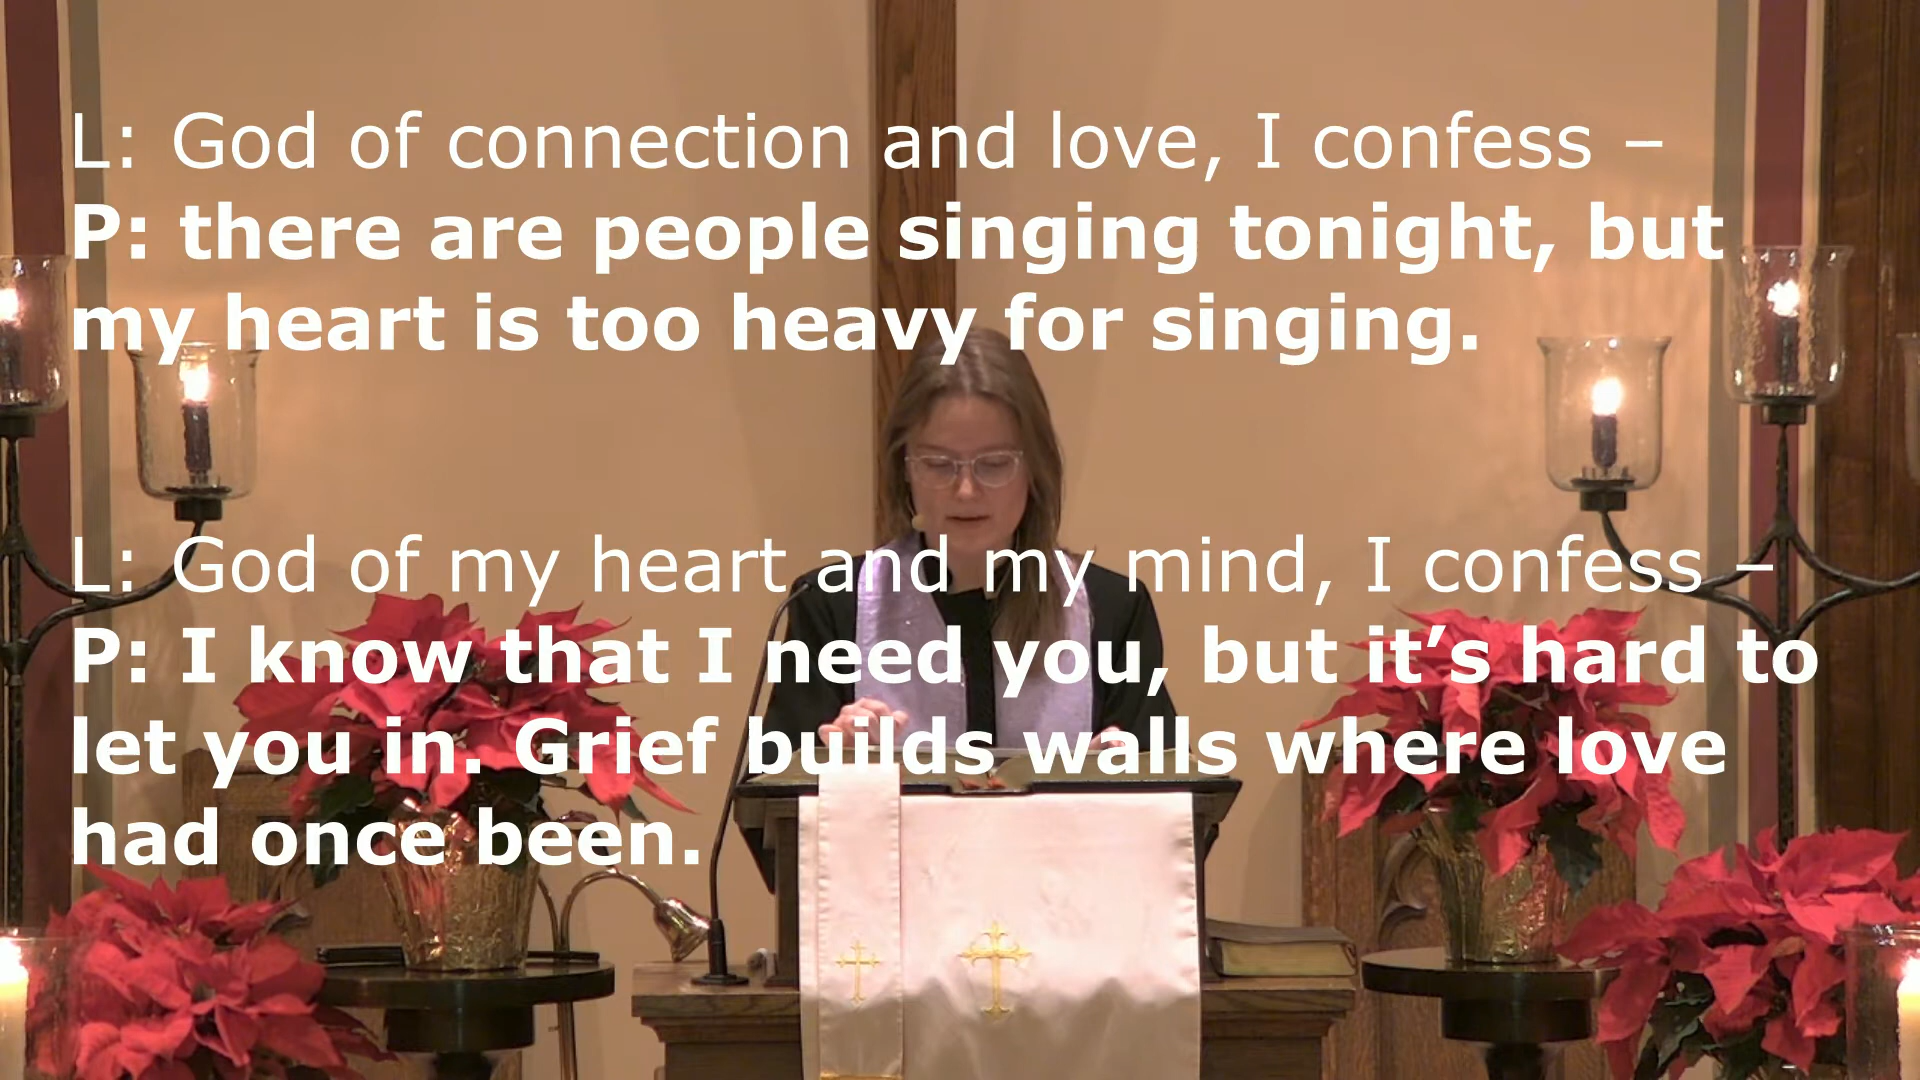 L: God of connection and love, I confess –
P: there are people singing tonight, but
my heart is too heavy for singing.
L: God of my heart and my mind, I confess –
P: I know that I need you, but it’s hard to
let you in. Grief builds walls where love
had once been.